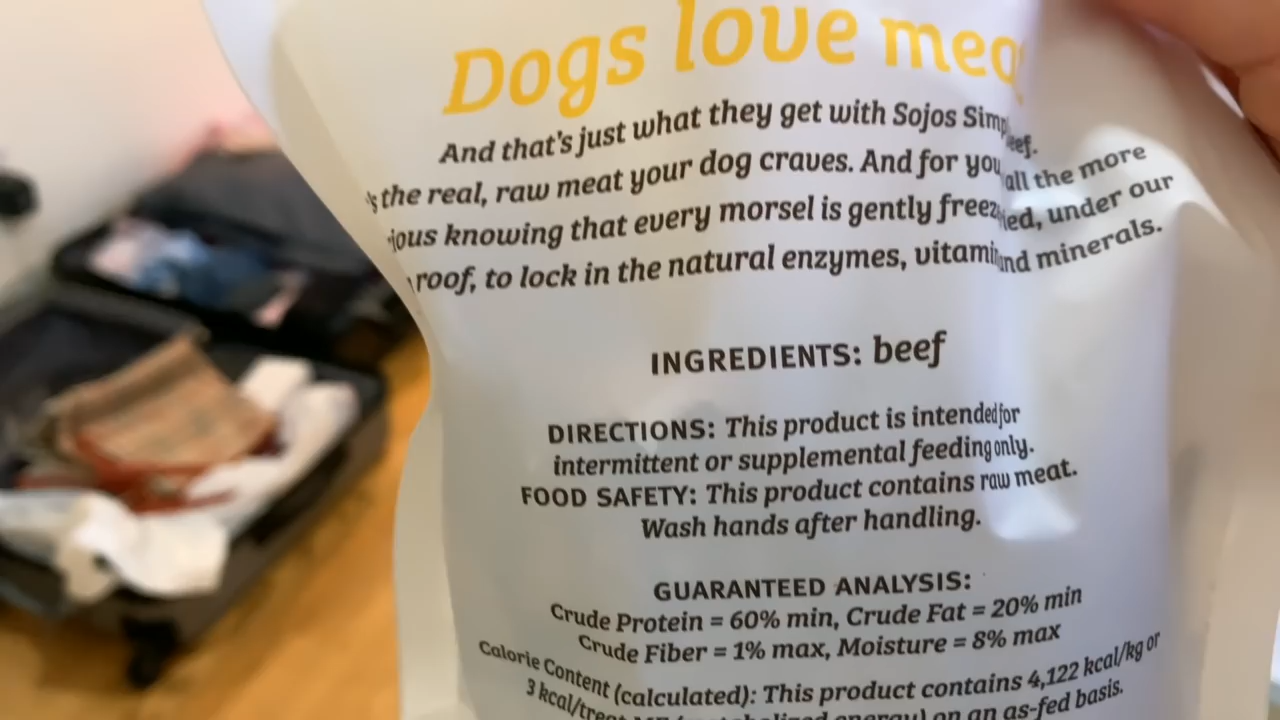 Dogs love mea
And that's just what they get with Sojos Simp eef.
the real, raw meat your dog craves. And for you all the more
ious knowing that every morsel is gently freez ied, under our
roof, to lock in the natural enzymes, vitami nd minerals.
INGREDIENTS: beef
DIRECTIONS: This product is intended for
intermittent or supplemental feeding only.
FOOD SAFETY: This product contains raw meat.
Wash hands after handling.
GUARANTEED ANALYSIS:
Crude Protein = 60% min, Crude Fat = 20% min
Crude Fiber = 1% max, Moisture = 8% max
Calorie Content (calculated): This product contains 4,122 kcal/kg or
3 kcal/treat ME (metabolized energy) on an as-fed basis.